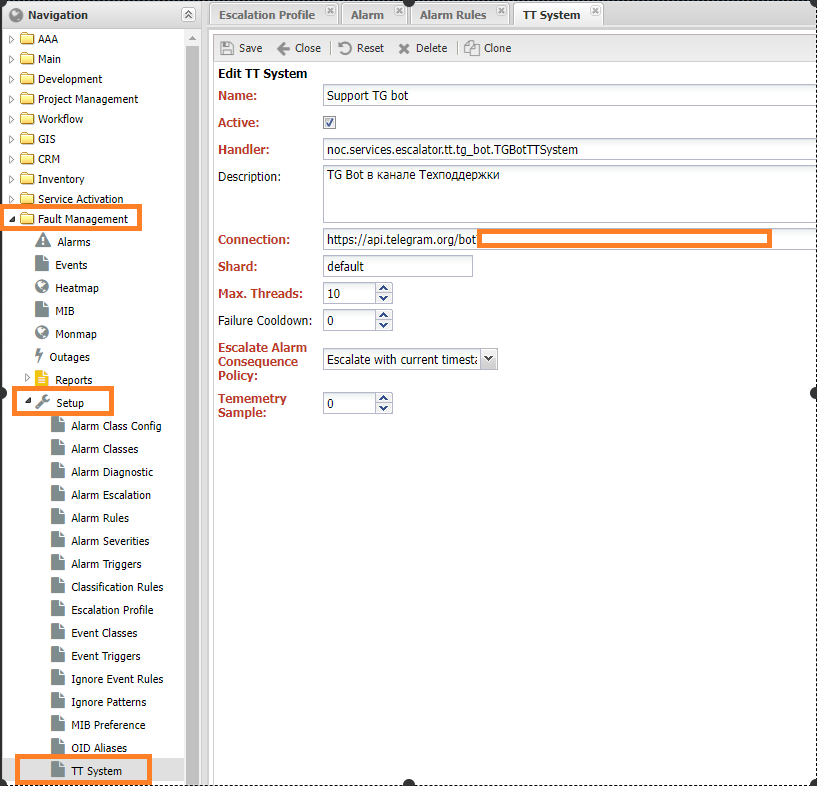 Navigation
AAA
Main
Development
Project Management
Workflow
GIS
CRM
Inventory
Service Activation
Fault Management
Alarms
Events
Heatmap
MIB
Monmap
Outages
Reports
Setup
Alarm Class Config
Alarm Classes
Alarm Diagnostic
Alarm Escalation
Alarm Rules
Alarm Severities
Alarm Triggers
Classification Rules
Escalation Profile
Event Classes
Event Triggers
Ignore Event Rules
Ignore Patterns
MIB Preference
OID Aliases
TT System
Escalation Profile Alarm Alarm Rules TT System
Save Close Reset Delete Clone
Edit TT System
Name: Support TG bot
Active:
Handler: noc.services.escalator.tt.tg_bot.TGBotTTSystem
Description: TG Bot в канале Техподдержки
Connection: https://api.telegram.org/bot
Shard: default
Max. Threads: 10
Failure Cooldown: 0
Escalate Alarm
Consequence Escalate with current timesta
Policy:
Tememetry 0
Sample: